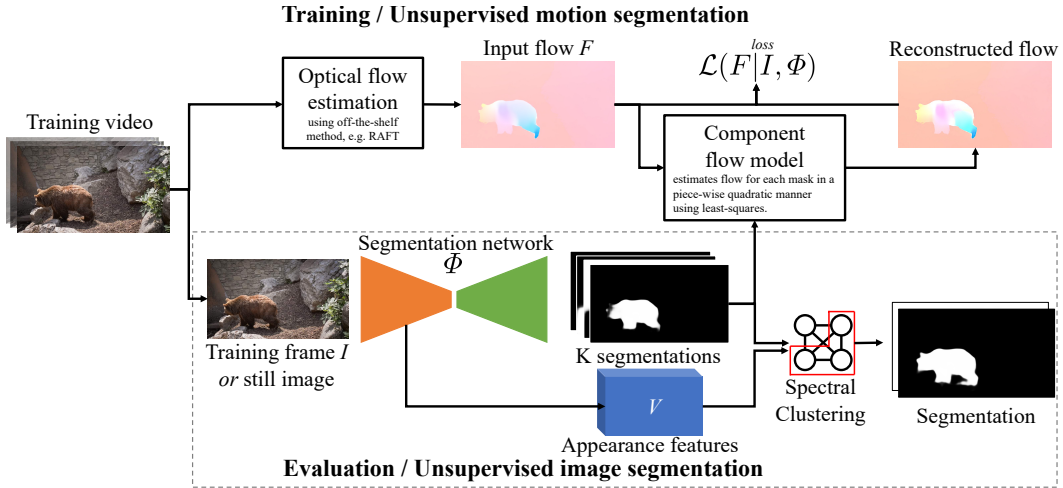 Training / Unsupervised motion segmentation
Input flow F
loss
ℒ(F|I, Φ)
Reconstructed flow
Optical flow
estimation
using off-the-shelf
method, e.g. RAFT
Training video
Component
flow model
estimates flow for each mask in a
piece-wise quadratic manner
using least-squares.
Segmentation network
Φ
Training frame I
or still image
K segmentations
V
Appearance features
Spectral
Clustering
Segmentation
Evaluation / Unsupervised image segmentation